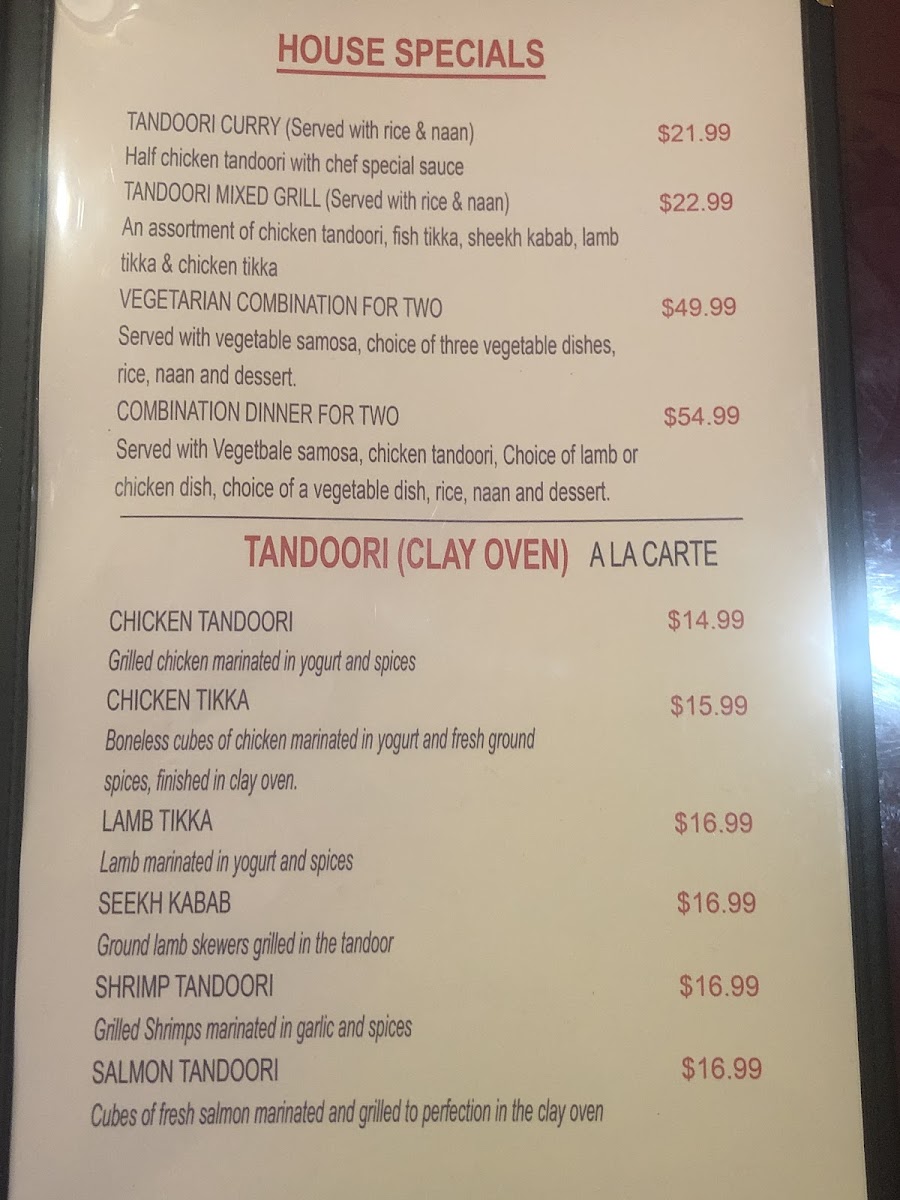 HOUSE SPECIALS
TANDOORI CURRY (Served with rice & naan) $21.99
Half chicken tandoori with chef special sauce
TANDOORI MIXED GRILL (Served with rice & naan) $22.99
An assortment of chicken tandoori, fish tikka, sheekh kabab, lamb
tikka & chicken tikka
VEGETARIAN COMBINATION FOR TWO $49.99
Served with vegetable samosa, choice of three vegetable dishes,
rice, naan and dessert.
COMBINATION DINNER FOR TWO $54.99
Served with Vegetbale samosa, chicken tandoori, Choice of lamb or
chicken dish, choice of a vegetable dish, rice, naan and dessert.
TANDOORI (CLAY OVEN) A LA CARTE
CHICKEN TANDOORI $14.99
Grilled chicken marinated in yogurt and spices
CHICKEN TIKKA $15.99
Boneless cubes of chicken marinated in yogurt and fresh ground
spices, finished in clay oven.
LAMB TIKKA $16.99
Lamb marinated in yogurt and spices
SEEKH KABAB $16.99
Ground lamb skewers grilled in the tandoor
SHRIMP TANDOORI $16.99
Grilled Shrimps marinated in garlic and spices
SALMON TANDOORI $16.99
Cubes of fresh salmon marinated and grilled to perfection in the clay oven